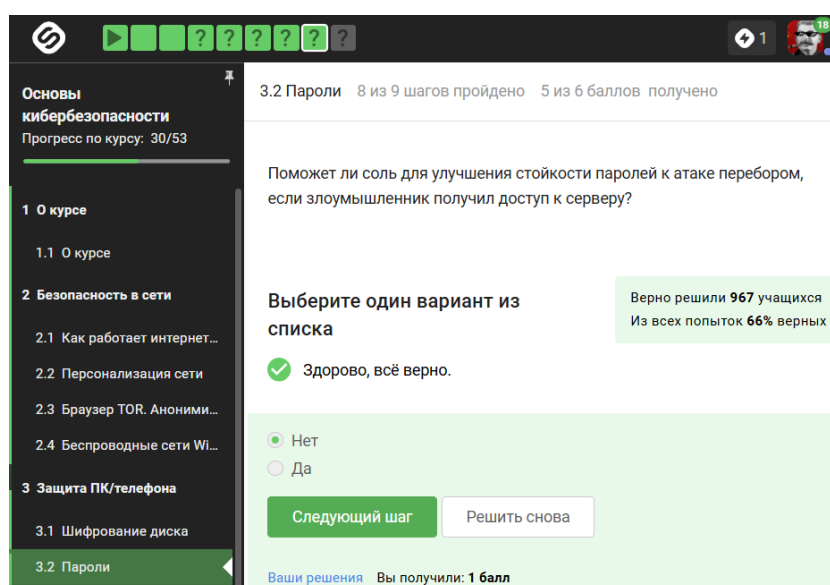 ? ? ? ? ? ?
1
18
Основы
кибербезопасности
Прогресс по курсу: 30/53
1 О курсе
1.1 О курсе
2 Безопасность в сети
2.1 Как работает интернет...
2.2 Персонализация сети
2.3 Браузер TOR. Аноними...
2.4 Беспроводные сети Wi...
3 Защита ПК/телефона
3.1 Шифрование диска
3.2 Пароли
3.2 Пароли 8 из 9 шагов пройдено 5 из 6 баллов получено
Поможет ли соль для улучшения стойкости паролей к атаке перебором,
если злоумышленник получил доступ к серверу?
Выберите один вариант из
списка
Верно решили 967 учащихся
Из всех попыток 66% верных
Здорово, всё верно.
Нет
Да
Следующий шаг
Решить снова
Ваши решения Вы получили: 1 балл